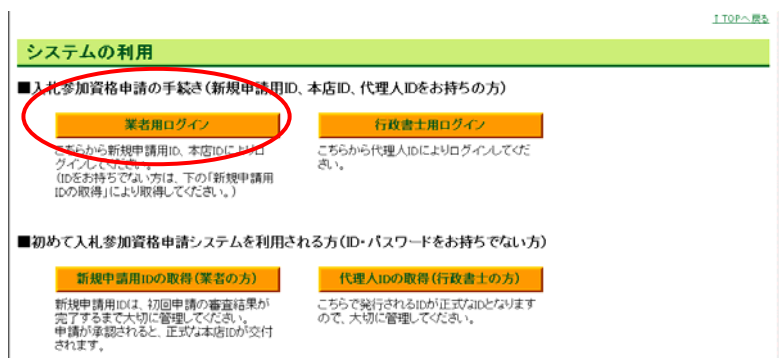 ↑TOPへ戻る
システムの利用
■入札参加資格申請の手続き(新規申請用ID、本店ID、代理人IDをお持ちの方)
業者用ログイン
行政書士用ログイン
こちらから新規申請用ID、本店IDによりロ
グインしてください。
(IDをお持ちでない方は、下の「新規申請用
IDの取得」により取得してください。)
こちらから代理人IDによりログインしてくだ
さい。
■初めて入札参加資格申請システムを利用される方(ID・パスワードをお持ちでない方)
新規申請用IDの取得(業者の方)
代理人IDの取得(行政書士の方)
新規申請用IDは、初回申請の審査結果が
完了するまで大切に管理してください。
申請が承認されると、正式な本店IDが交付
されます。
こちらで発行されるIDが正式なIDとなります
ので、大切に管理してください。